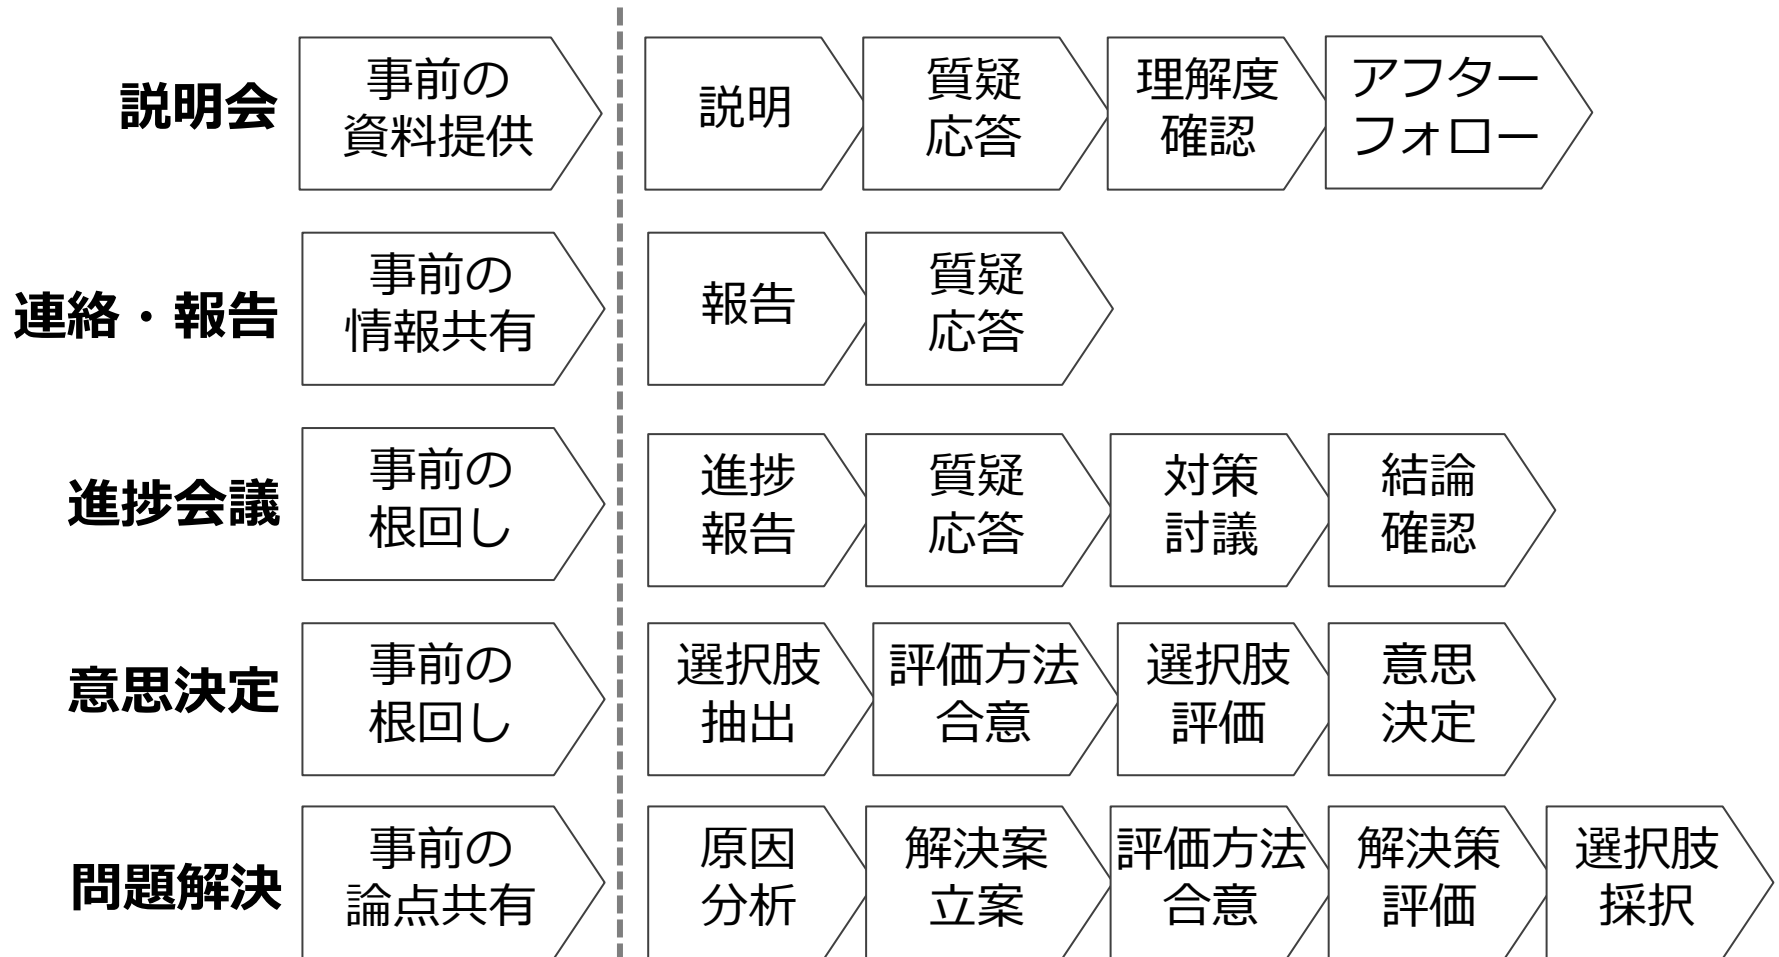 説明会
事前の
資料提供
説明
質疑
応答
理解度
確認
アフター
フォロー
連絡・報告
事前の
情報共有
報告
質疑
応答
進捗会議
事前の
根回し
進捗
報告
質疑
応答
対策
討議
結論
確認
意思決定
事前の
根回し
選択肢
抽出
評価方法
合意
選択肢
評価
意思
決定
問題解決
事前の
論点共有
原因
分析
解決案
立案
評価方法
合意
解決策
評価
選択肢
採択